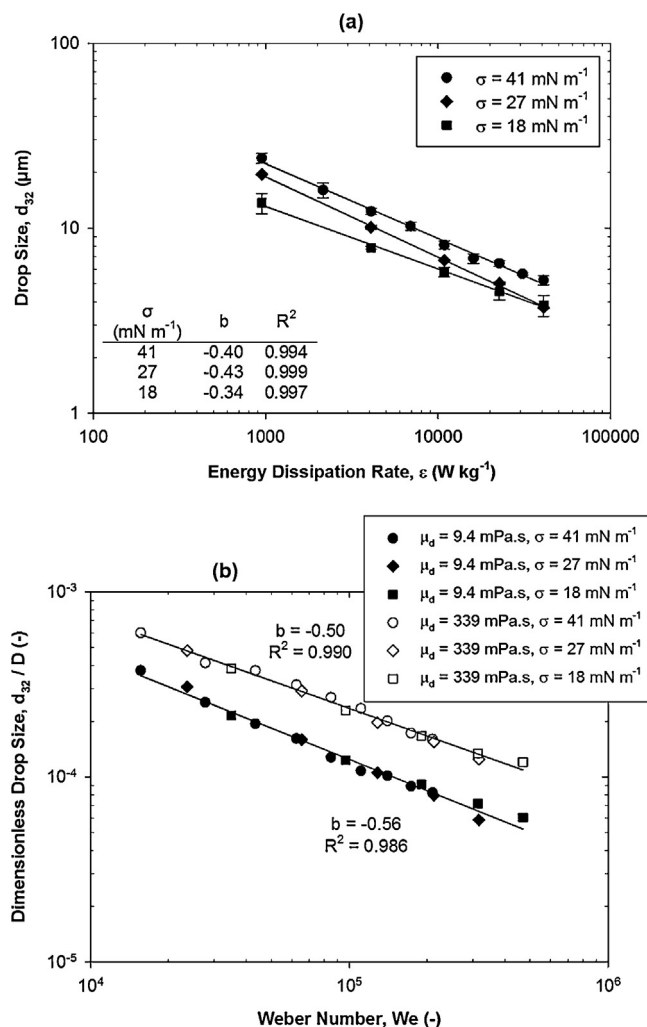 (a)
100
10
1
Drop Size, d32 (μm)
σ = 41 mN m-1
σ = 27 mN m-1
σ = 18 mN m-1
σ (mN m-1) b R2
41 -0.40 0.994
27 -0.43 0.999
18 -0.34 0.997
100 1000 10000 100000
Energy Dissipation Rate, ε (W kg-1)
(b)
μd = 9.4 mPa.s, σ = 41 mN m-1
μd = 9.4 mPa.s, σ = 27 mN m-1
μd = 9.4 mPa.s, σ = 18 mN m-1
μd = 339 mPa.s, σ = 41 mN m-1
μd = 339 mPa.s, σ = 27 mN m-1
μd = 339 mPa.s, σ = 18 mN m-1
10-3
10-4
10-5
Dimensionless Drop Size, d32 / D (-)
b = -0.50
R2 = 0.990
b = -0.56
R2 = 0.986
104 105 106
Weber Number, We (-)